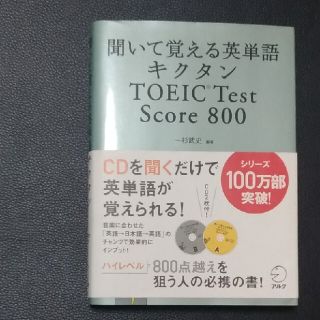 聞いて覚える英単語
キクタン
TOEIC® Test
Score 800
一杉武史 編著
CDを聞くだけで
英単語が
覚えられる!
音楽に合わせた
「英語→日本語→英語」の
チャンツで効果的に
インプット!
CD2枚付!
A
B
シリーズ
100万部
突破!
ハイレベル
800点越えを
狙う人の必携の書!
アルク